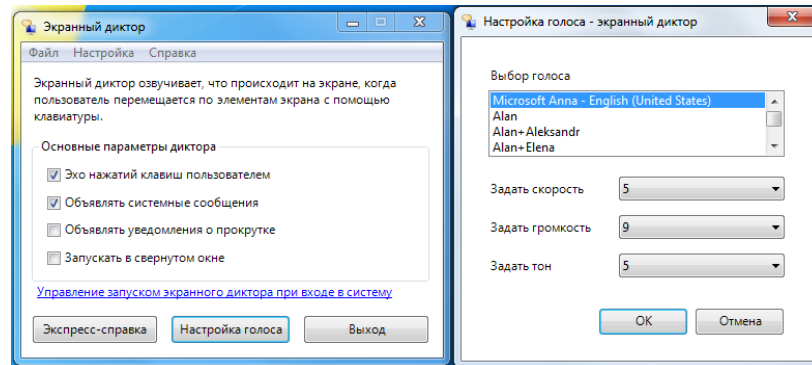 Экранный диктор
Файл Настройка Справка
Экранный диктор озвучивает, что происходит на экране, когда
пользователь перемещается по элементам экрана с помощью
клавиатуры.
Основные параметры диктора
Эхо нажатий клавиш пользователем
Объявлять системные сообщения
Объявлять уведомления о прокрутке
Запускать в свернутом окне
Управление запуском экранного диктора при входе в систему
Экспресс-справка Настройка голоса Выход
Настройка голоса - экранный диктор
Выбор голоса
Microsoft Anna - English (United States)
Alan
Alan+Aleksandr
Alan+Elena
Задать скорость 5
Задать громкость 9
Задать тон 5
OK Отмена